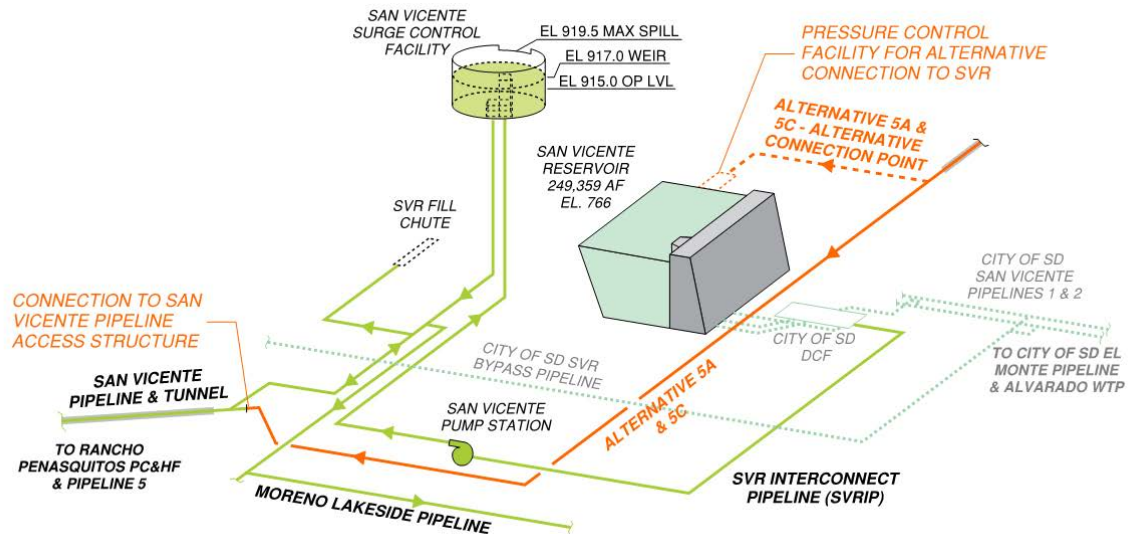 SAN VICENTE
SURGE CONTROL
FACILITY
EL 919.5 MAX SPILL
EL 917.0 WEIR
EL 915.0 OP LVL
PRESSURE CONTROL
FACILITY FOR ALTERNATIVE
CONNECTION TO SVR
ALTERNATIVE 5A &
5C - ALTERNATIVE
CONNECTION POINT
SAN VICENTE
RESERVOIR
249,359 AF
EL. 766
SVR FILL
CHUTE
CITY OF SD
SAN VICENTE
PIPELINES 1 & 2
CONNECTION TO SAN
VICENTE PIPELINE
ACCESS STRUCTURE
CITY OF SD
DCF
CITY OF SD SVR
BYPASS PIPELINE
TO CITY OF SD EL
MONTE PIPELINE
& ALVARADO WTP
SAN VICENTE
PIPELINE & TUNNEL
ALTERNATIVE 5A
& 5C
SAN VICENTE
PUMP STATION
TO RANCHO
PENASQUITOS PC&HF
& PIPELINE 5
SVR INTERCONNECT
PIPELINE (SVRIP)
MORENO LAKESIDE PIPELINE